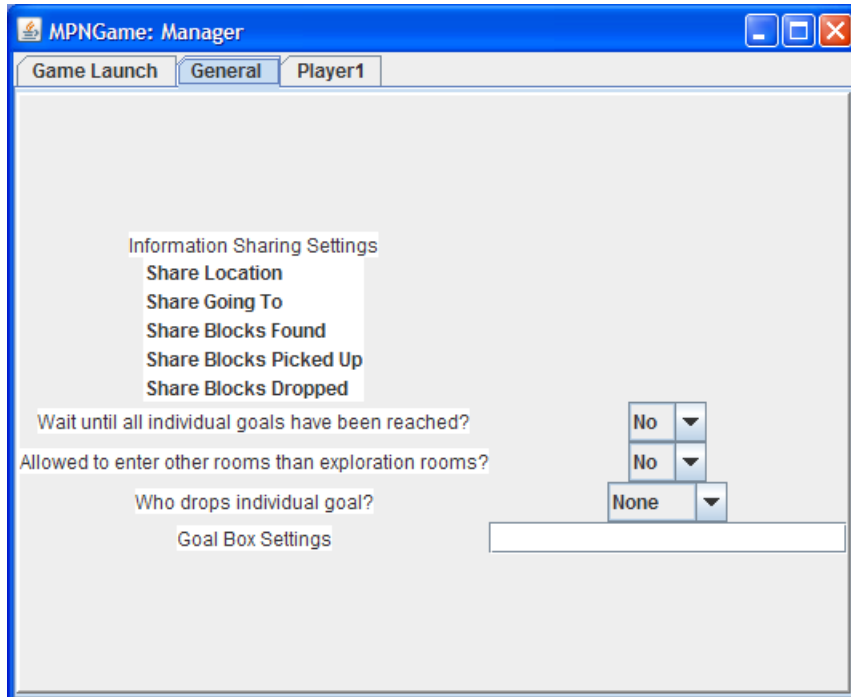 MPNGame: Manager
Game Launch General Player1
Information Sharing Settings
Share Location
Share Going To
Share Blocks Found
Share Blocks Picked Up
Share Blocks Dropped
Wait until all individual goals have been reached? No
Allowed to enter other rooms than exploration rooms? No
Who drops individual goal? None
Goal Box Settings